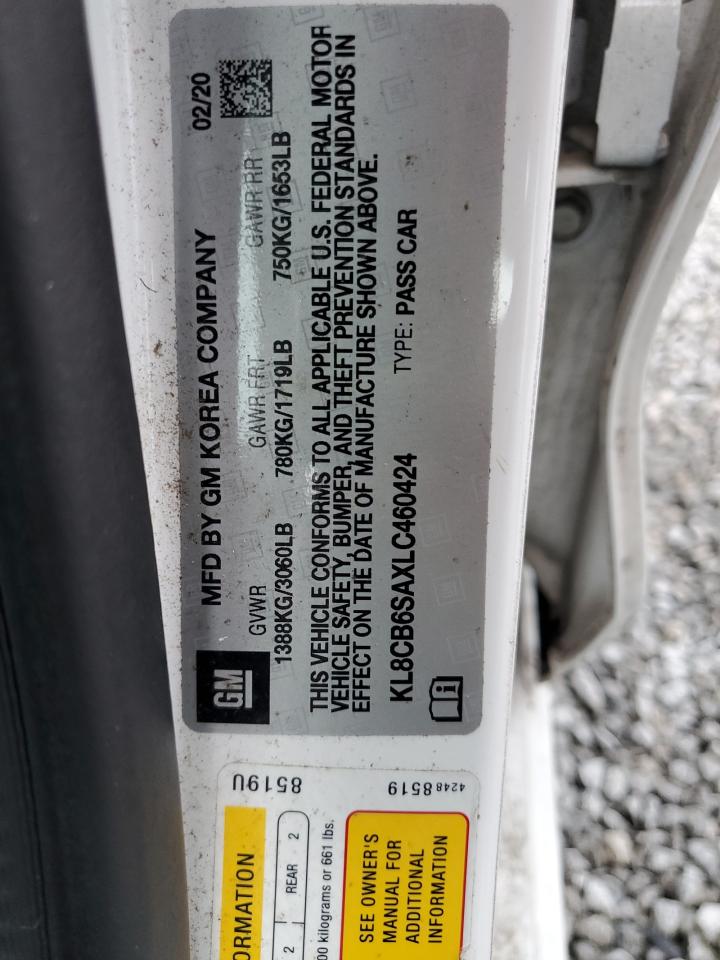 GM
MFD BY GM KOREA COMPANY 02/20
GVWR GAWR FRT GAWR RR
1388KG/3060LB 780KG/1719LB 750KG/1653LB
THIS VEHICLE CONFORMS TO ALL APPLICABLE U.S. FEDERAL MOTOR
VEHICLE SAFETY, BUMPER, AND THEFT PREVENTION STANDARDS IN
EFFECT ON THE DATE OF MANUFACTURE SHOWN ABOVE.
KL8CB6SAXLC460424 TYPE: PASS CAR
8519U
4248 8519
ORMATION
2 REAR 2
00 kilograms or 661 lbs.
SEE OWNER'S
MANUAL FOR
ADDITIONAL
INFORMATION